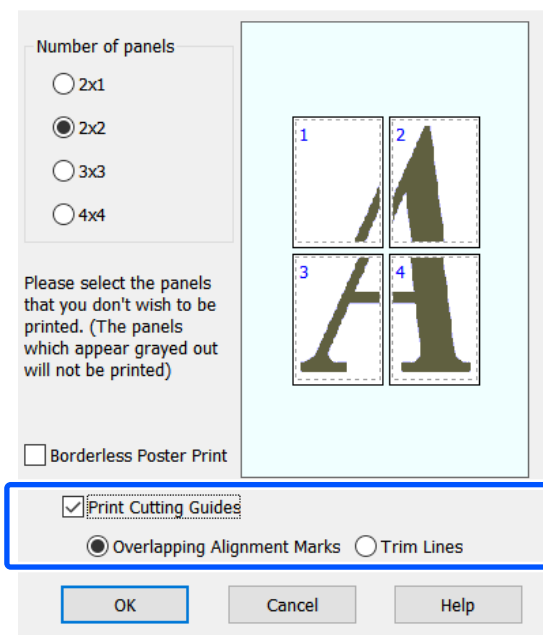 Number of panels
2x1
2x2
3x3
4x4
Please select the panels
that you don't wish to be
printed. (The panels
which appear grayed out
will not be printed)
Borderless Poster Print
1
2
3
4
Print Cutting Guides
Overlapping Alignment Marks
Trim Lines
OK
Cancel
Help